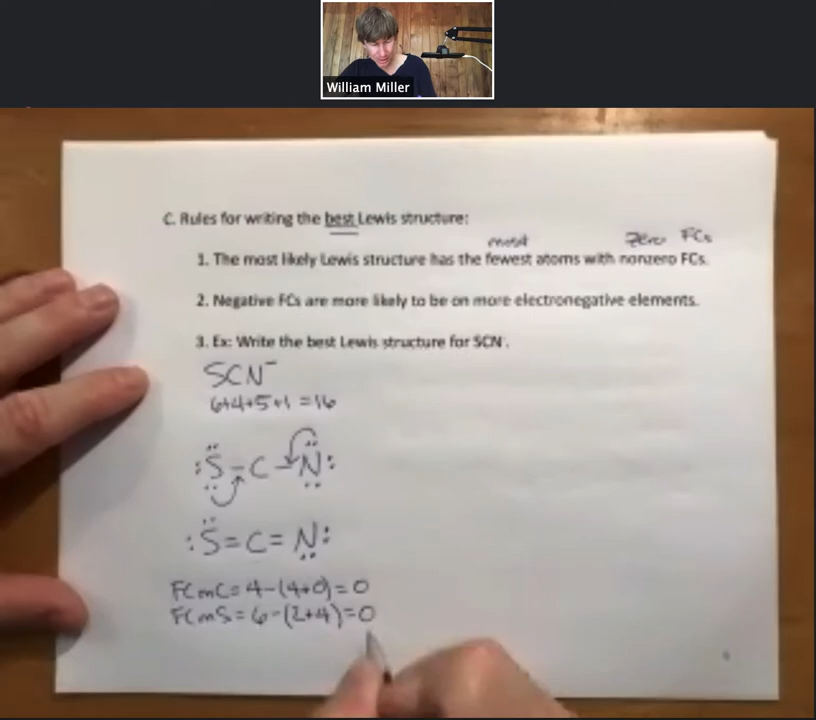 William Miller
C. Rules for writing the best Lewis structure:
most zero FCs
1. The most likely Lewis structure has the fewest atoms with nonzero FCs.
2. Negative FCs are more likely to be on more electronegative elements.
3. Ex: Write the best Lewis structure for SCN⁻.
SCN⁻
6+4+5+1=16
:S-C-N:
:S=C=N:
FC on C=4-(4+0)=0
FC on S=6-(2+4)=0